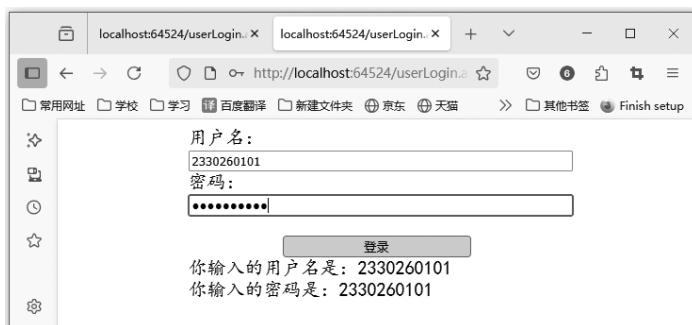 localhost:64524/userLogin.a × localhost:64524/userLogin.a ×
http://localhost:64524/userLogin.a
6
常用网址 学校 学习 译 百度翻译 新建文件夹 京东 天猫 其他书签 Finish setup
用户名：
2330260101
密码：
••••••••••
登录
你输入的用户名是：2330260101
你输入的密码是：2330260101